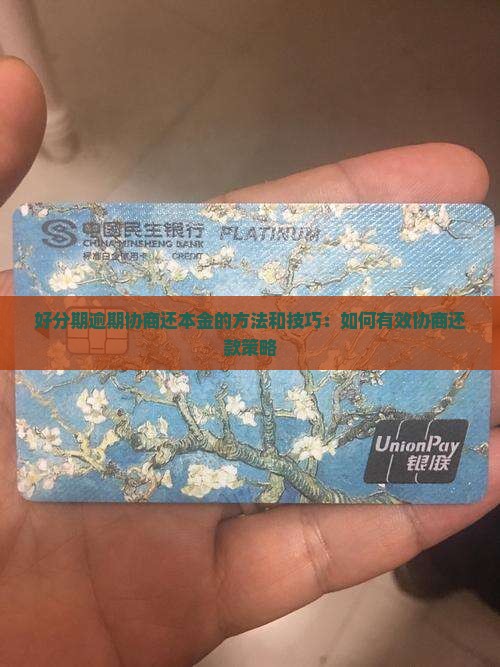 中国民生银行 PLATINUM
CHINA MINSHENG BANK
标准白金信用卡 CREDIT
好分期逾期协商还本金的方法和技巧：如何有效协商还
款策略
UnionPay
银联